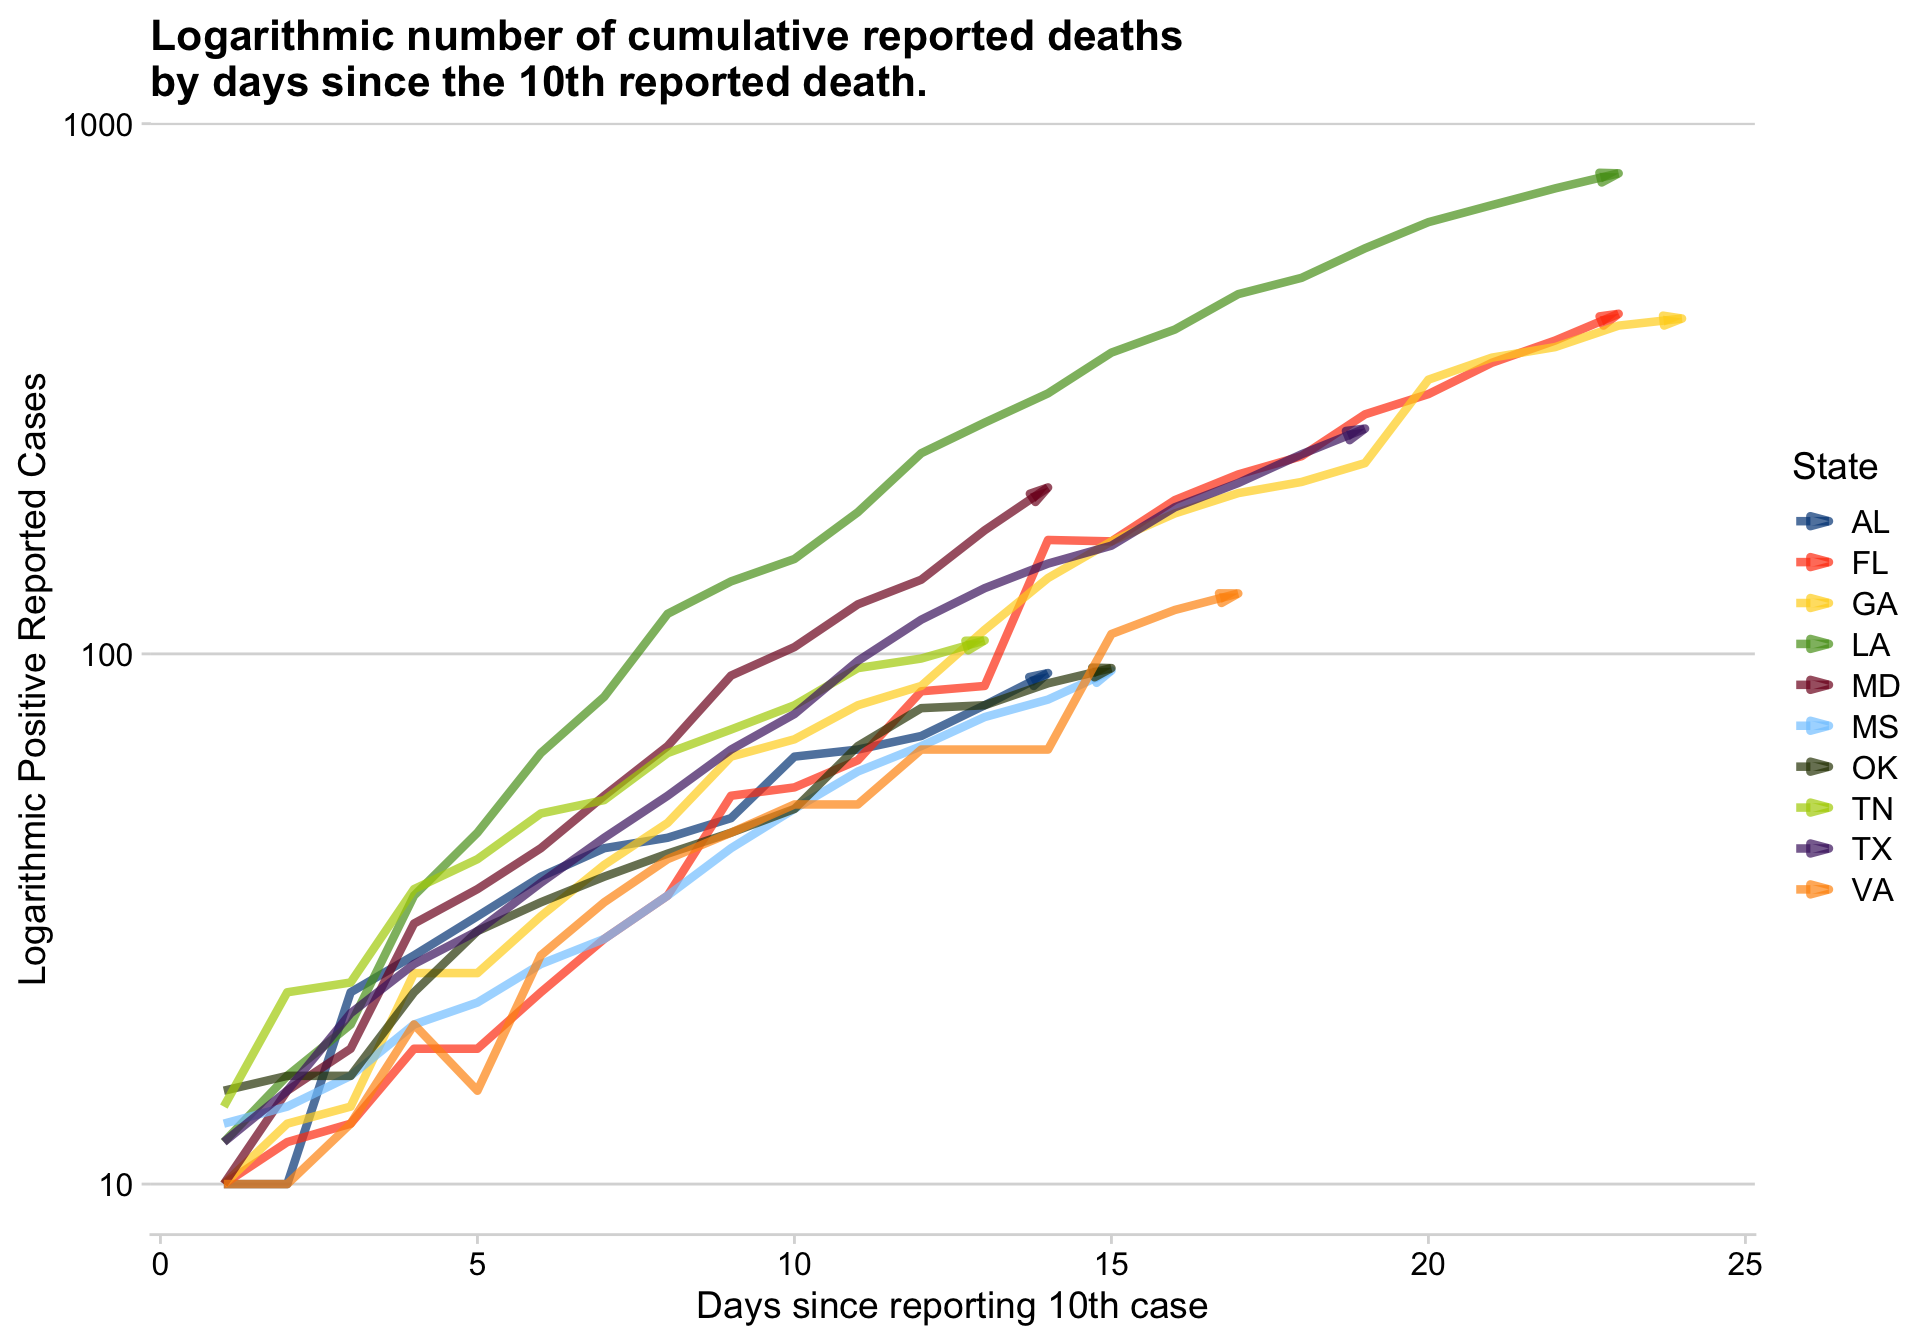 Logarithmic number of cumulative reported deaths
by days since the 10th reported death.
1000
100
10
Logarithmic Positive Reported Cases
0 5 10 15 20 25
Days since reporting 10th case
State
AL
FL
GA
LA
MD
MS
OK
TN
TX
VA